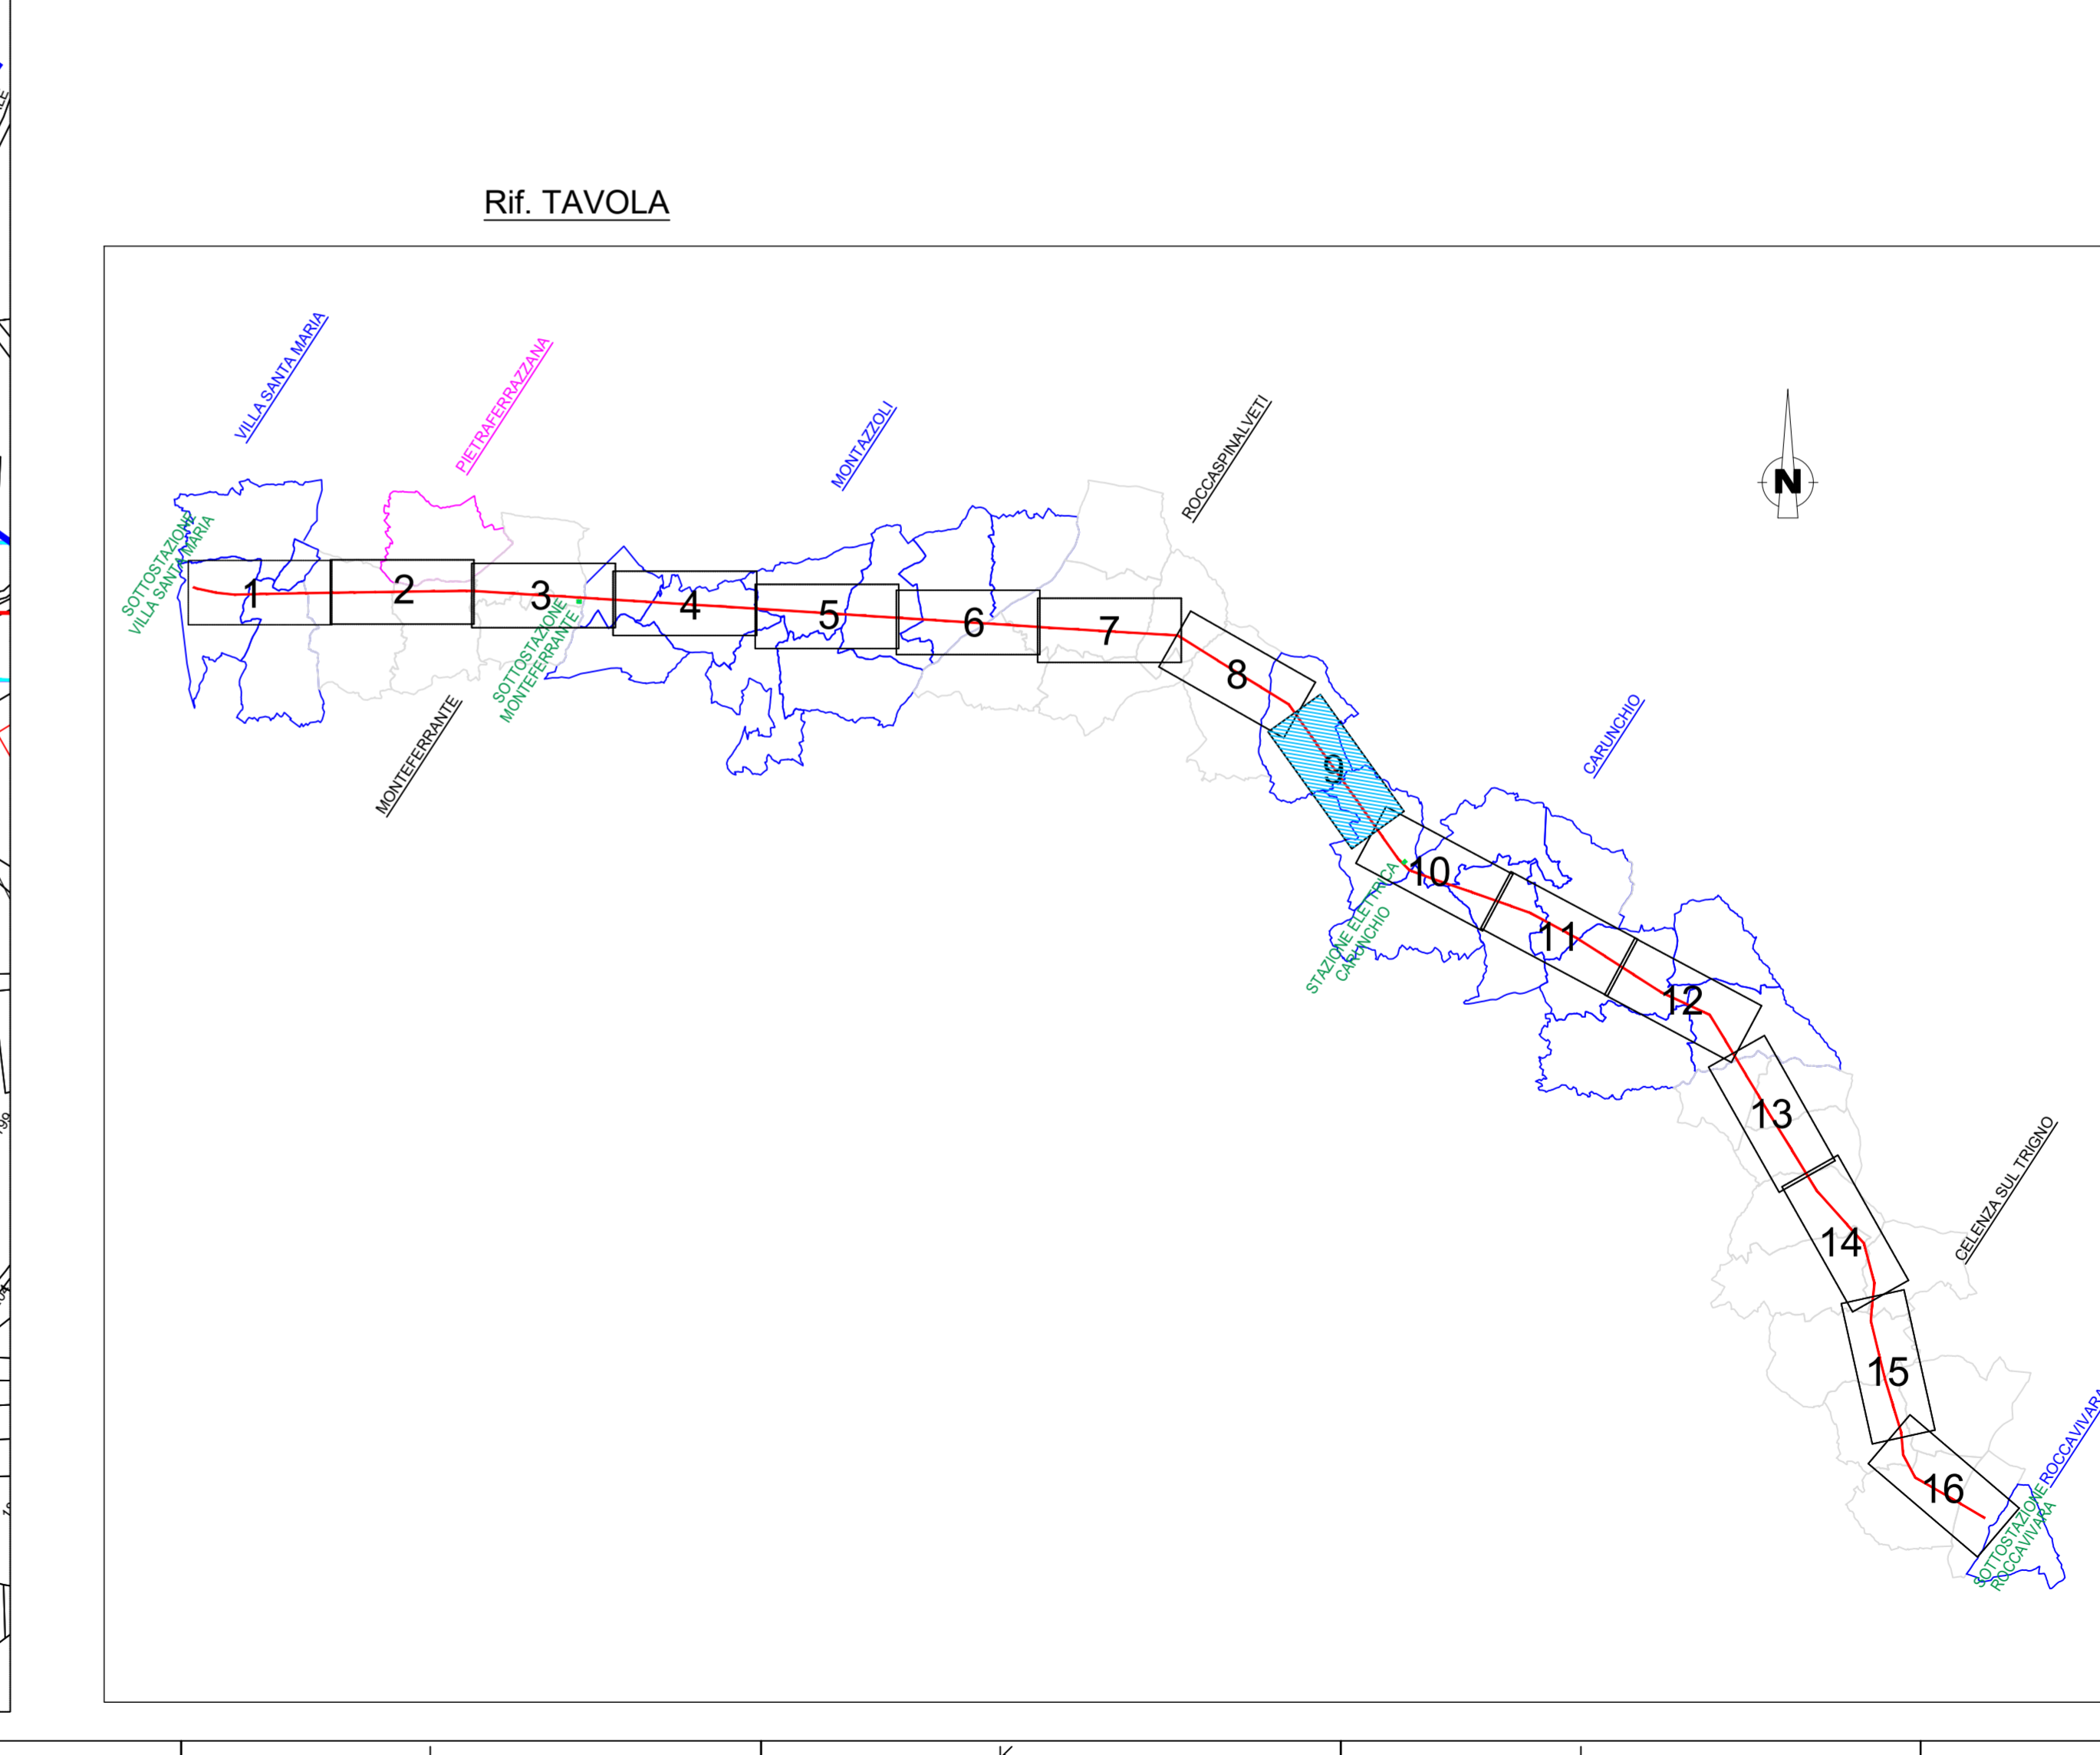 Rif. TAVOLA
VILLA SANTA MARIA
PIETRAFERRAZZANA
MONTAZZOLI
ROCCASPINALVETI
N
SOTTOSTAZIONE
VILLA SANTA MARIA
1
2
3
4
5
6
7
8
9
SOTTOSTAZIONE
MONTEFERRANTE
MONTEFERRANTE
CARUNCHIO
10
STAZIONE ELETTRICA
CARUNCHIO
11
12
13
CELENZA SUL TRIGNO
14
15
16
ROCCAVIVARA
SOTTOSTAZIONE
ROCCAVIVARA